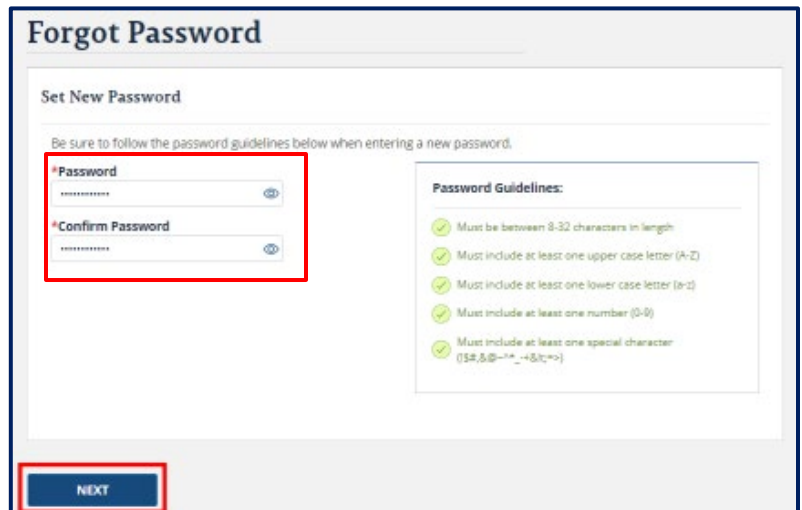 Forgot Password
Set New Password
Be sure to follow the password guidelines below when entering a new password.
*Password
••••••••••••
*Confirm Password
••••••••••••
Password Guidelines:
Must be between 8-32 characters in length
Must include at least one upper case letter (A-Z)
Must include at least one lower case letter (a-z)
Must include at least one number (0-9)
Must include at least one special character
NEXT